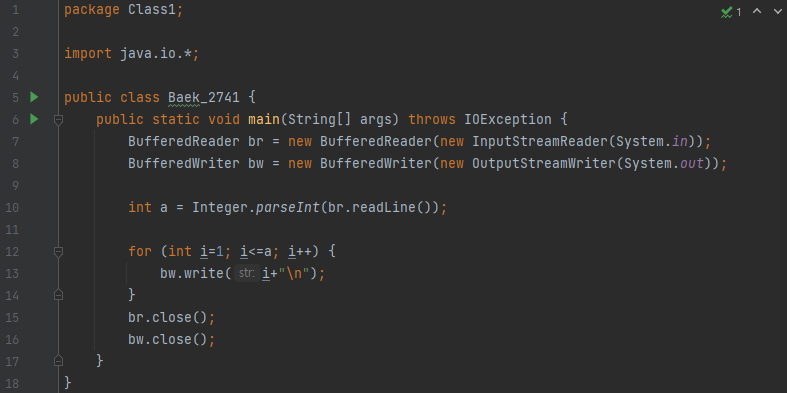 1 package Class1;
2
3 import java.io.*;
4
5 public class Baek_2741 {
6 public static void main(String[] args) throws IOException {
7 BufferedReader br = new BufferedReader(new InputStreamReader(System.in));
8 BufferedWriter bw = new BufferedWriter(new OutputStreamWriter(System.out));
9
10 int a = Integer.parseInt(br.readLine());
11
12 for (int i=1; i<=a; i++) {
13 bw.write( str: i+"\n");
14 }
15 br.close();
16 bw.close();
17 }
18 }
1